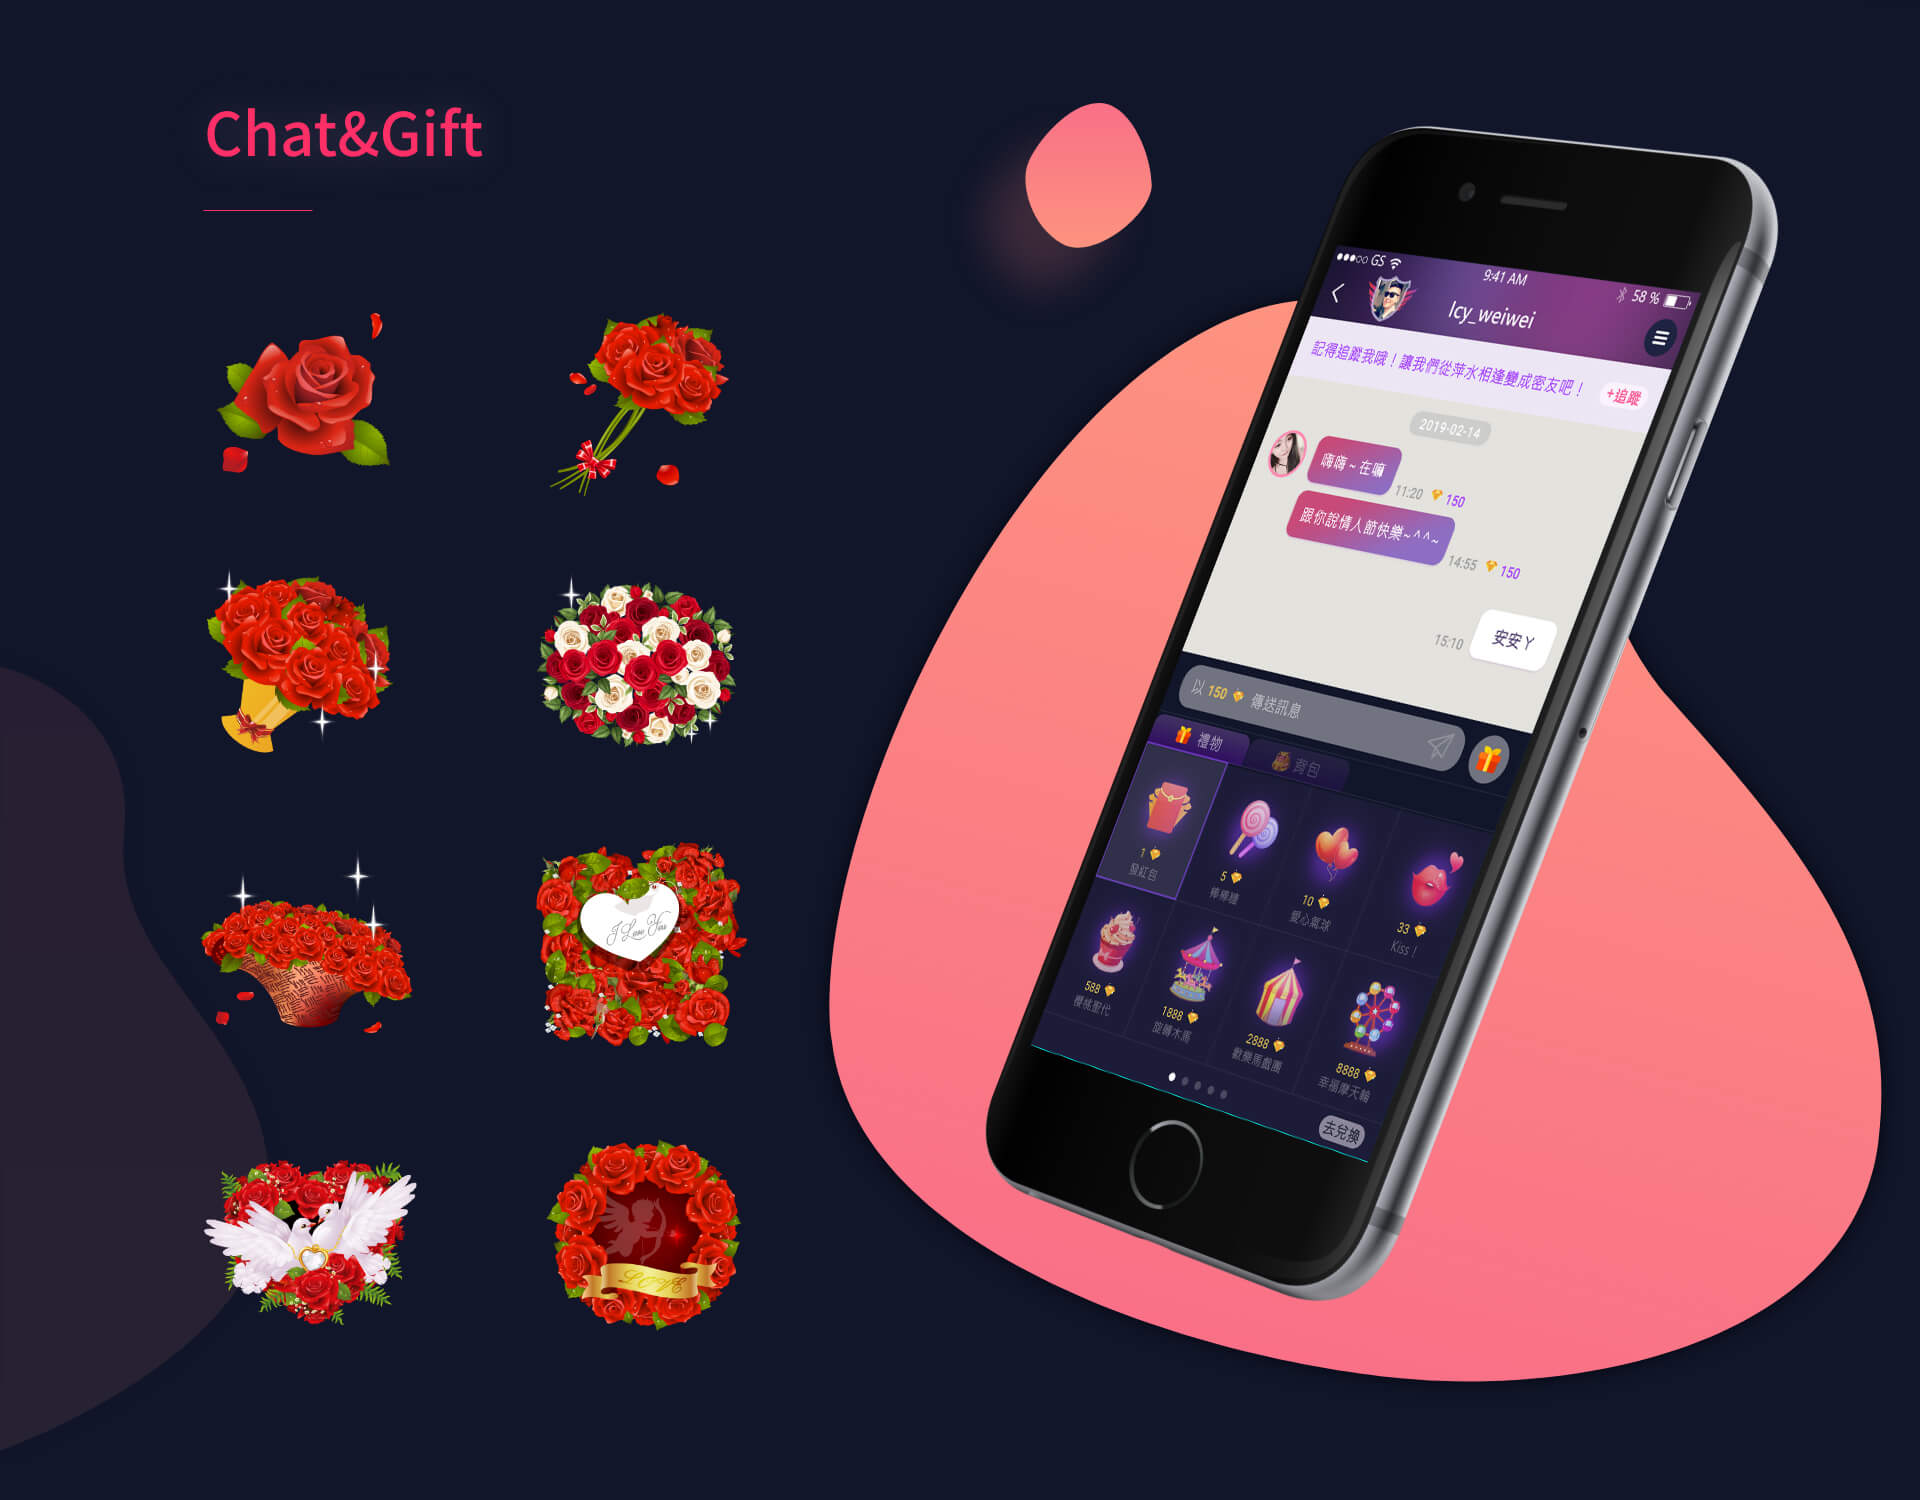 Chat&Gift
GS
9:41 AM
58 %
Icy_weiwei
記得追蹤我哦！讓我們從萍水相逢變成密友吧！
+追蹤
2019-02-14
嗨嗨~在嘛
11:20 150
跟你說情人節快樂~^^~
14:55 150
15:10 安安ㄚ
以 150 傳送訊息
禮物
背包
1
發紅包
5
棒棒糖
10
愛心氣球
33
Kiss！
588
櫻桃聖代
1888
旋轉木馬
2888
歡樂馬戲團
8888
幸福摩天輪
去兌換
I Love You
LOVE